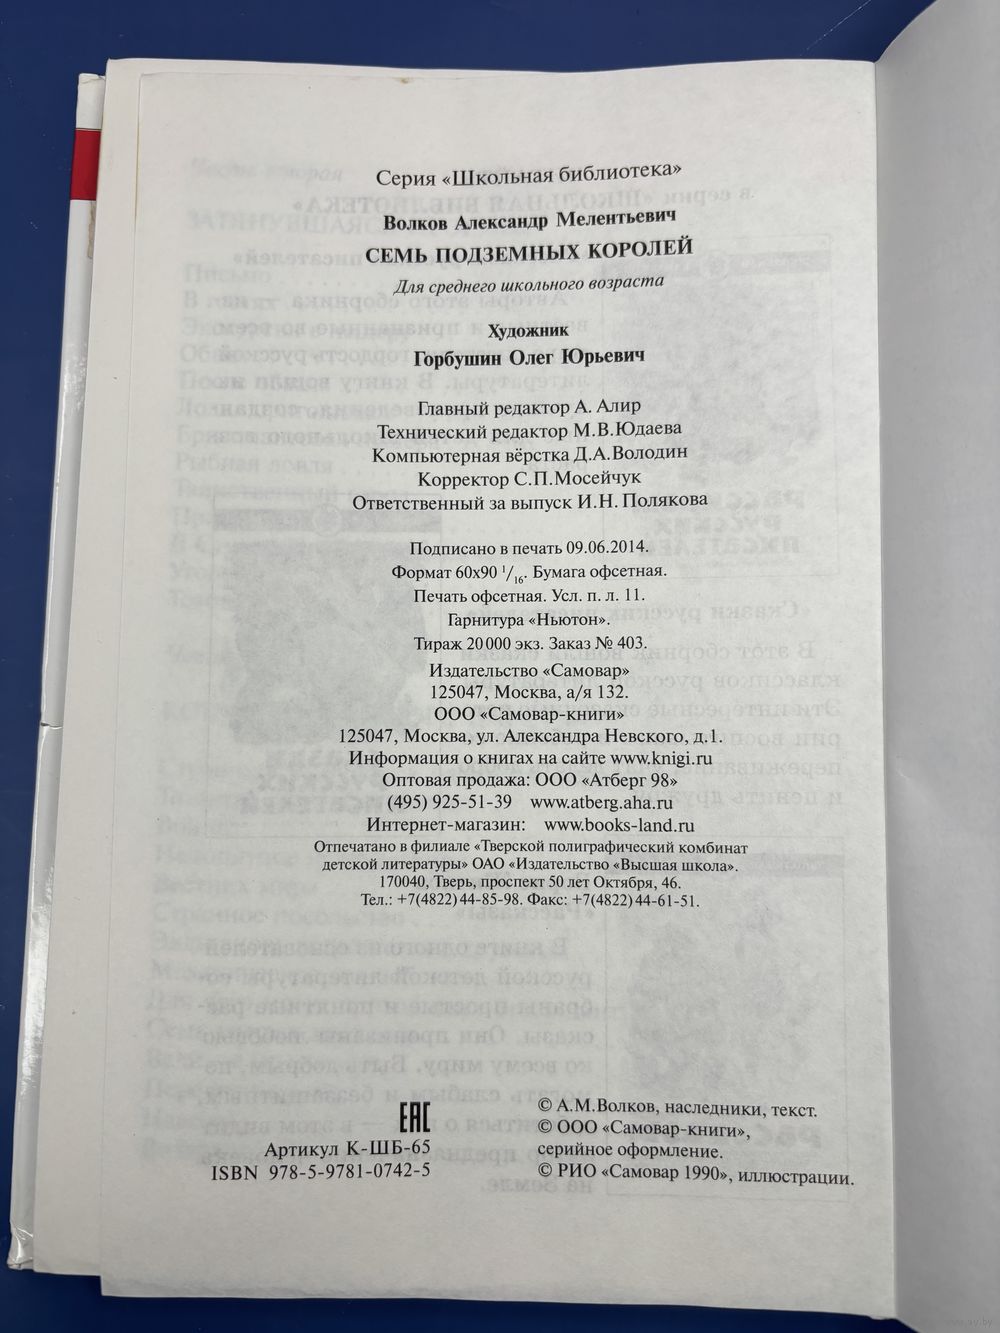 Серия «Школьная библиотека»
Волков Александр Мелентьевич
СЕМЬ ПОДЗЕМНЫХ КОРОЛЕЙ
Для среднего школьного возраста
Художник
Горбушин Олег Юрьевич
Главный редактор А. Алир
Технический редактор М.В.Юдаева
Компьютерная вёрстка Д.А.Володин
Корректор С.П.Мосейчук
Ответственный за выпуск И.Н. Полякова
Подписано в печать 09.06.2014.
Формат 60х90 1/16. Бумага офсетная.
Печать офсетная. Усл. п. л. 11.
Гарнитура «Ньютон».
Тираж 20 000 экз. Заказ № 403.
Издательство «Самовар»
125047, Москва, а/я 132.
ООО «Самовар-книги»
125047, Москва, ул. Александра Невского, д.1.
Информация о книгах на сайте www.knigi.ru
Оптовая продажа: ООО «Атберг 98»
(495) 925-51-39 www.atberg.aha.ru
Интернет-магазин: www.books-land.ru
Отпечатано в филиале «Тверской полиграфический комбинат
детской литературы» ОАО «Издательство «Высшая школа».
170040, Тверь, проспект 50 лет Октября, 46.
Тел.: +7(4822) 44-85-98. Факс: +7(4822) 44-61-51.
EAC
Артикул К-ШБ-65
ISBN 978-5-9781-0742-5
© А.М.Волков, наследники, текст.
© ООО «Самовар-книги»,
серийное оформление.
© РИО «Самовар 1990», иллюстрации.